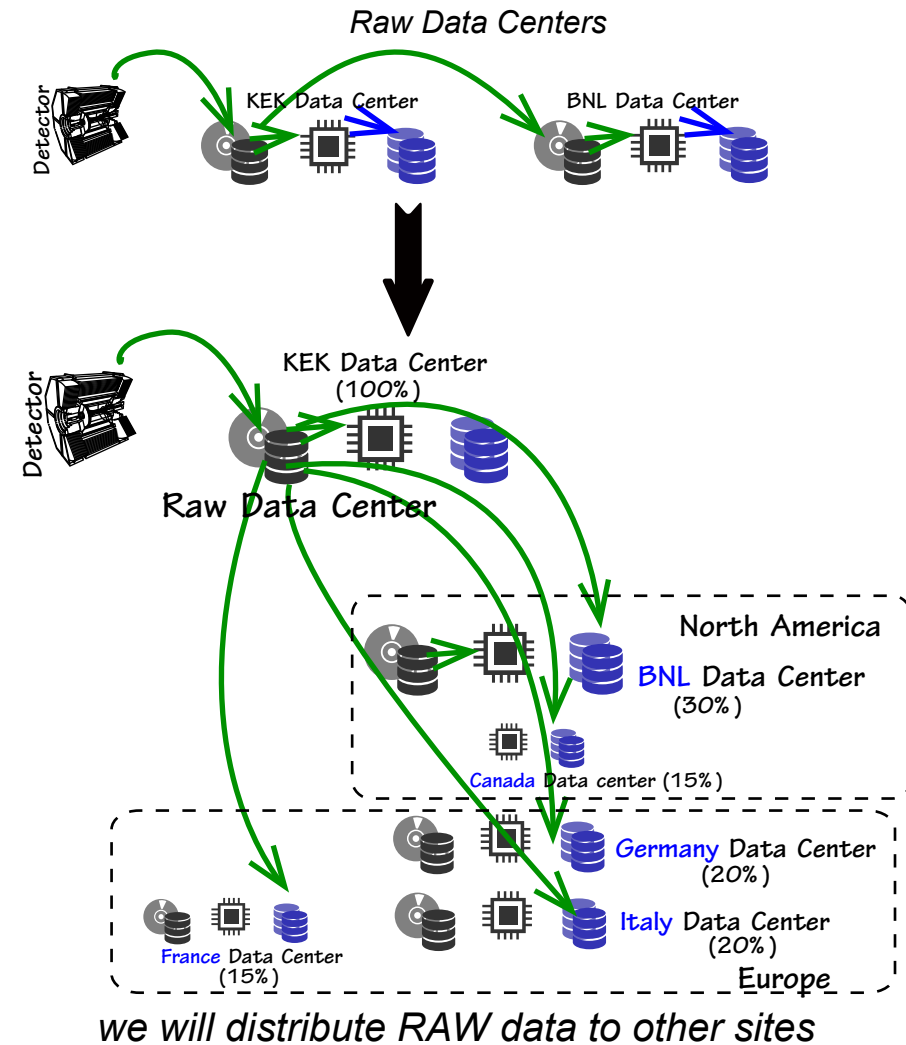 Raw Data Centers
Detector
KEK Data Center
BNL Data Center
Detector
KEK Data Center
(100%)
Raw Data Center
North America
BNL Data Center
(30%)
Canada Data center (15%)
Germany Data Center
(20%)
Italy Data Center
(20%)
France Data Center
(15%)
Europe
we will distribute RAW data to other sites